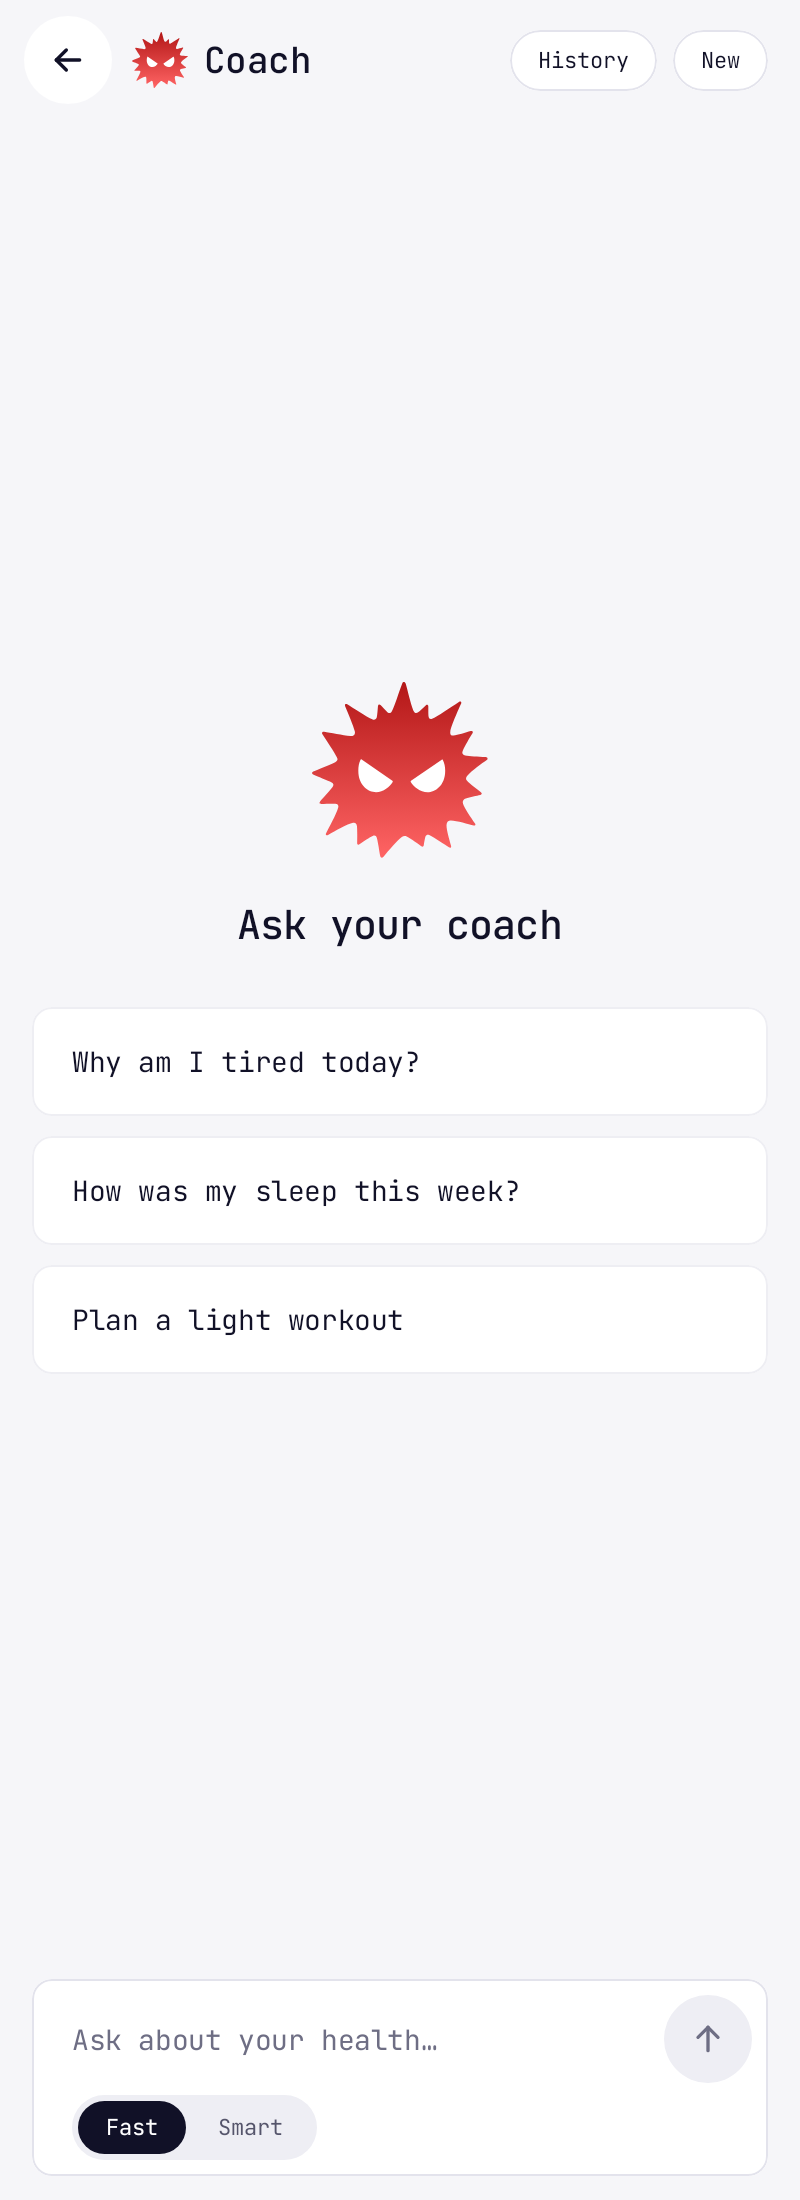 Coach
History
New
Ask your coach
Why am I tired today?
How was my sleep this week?
Plan a light workout
Ask about your health…
Fast
Smart